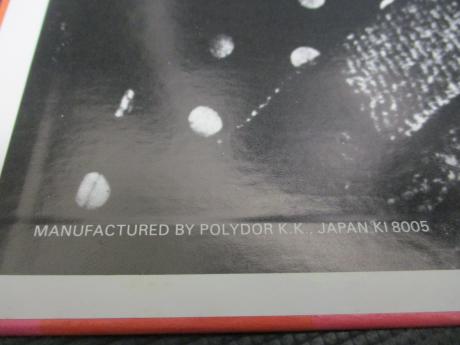 MANUFACTURED BY POLYDOR K.K., JAPAN KI 8005